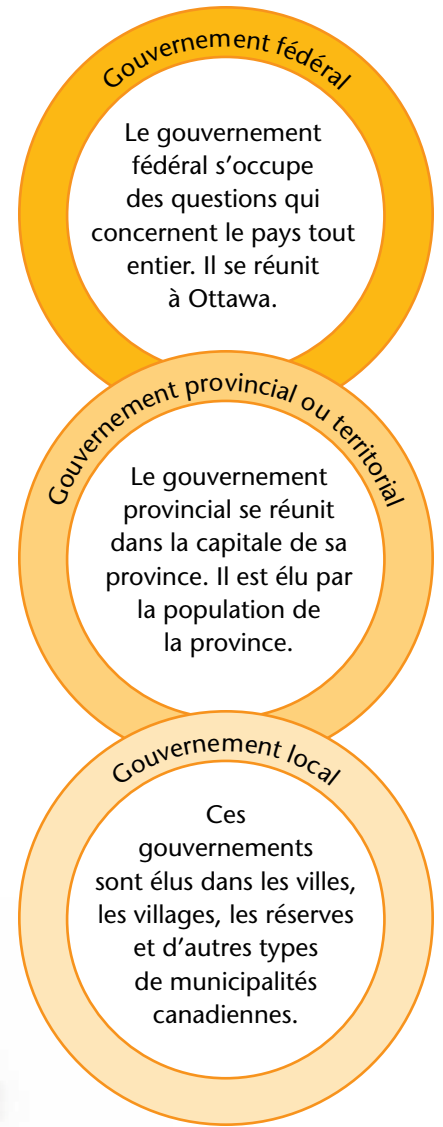 Gouvernement fédéral
Le gouvernement
fédéral s’occupe
des questions qui
concernent le pays tout
entier. Il se réunit
à Ottawa.
Gouvernement provincial ou territorial
Le gouvernement
provincial se réunit
dans la capitale de sa
province. Il est élu par
la population de
la province.
Gouvernement local
Ces
gouvernements
sont élus dans les villes,
les villages, les réserves
et d’autres types
de municipalités
canadiennes.